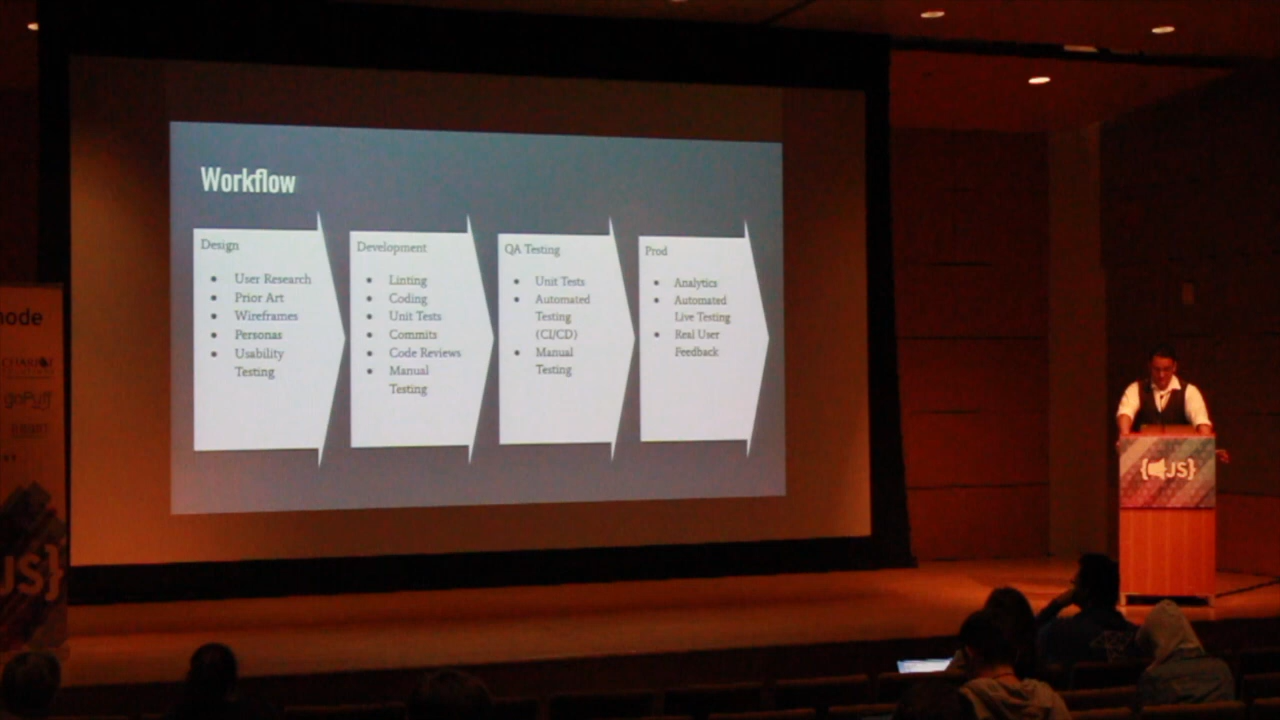 Workflow
Design
User Research
Prior Art
Wireframes
Personas
Usability
Testing
Development
Linting
Coding
Unit Tests
Commits
Code Reviews
Manual
Testing
QA Testing
Unit Tests
Automated
Testing
(CI/CD)
Manual
Testing
Prod
Analytics
Automated
Live Testing
Real User
Feedback
node
CHARIOT
goPuff
JS}
{JS}